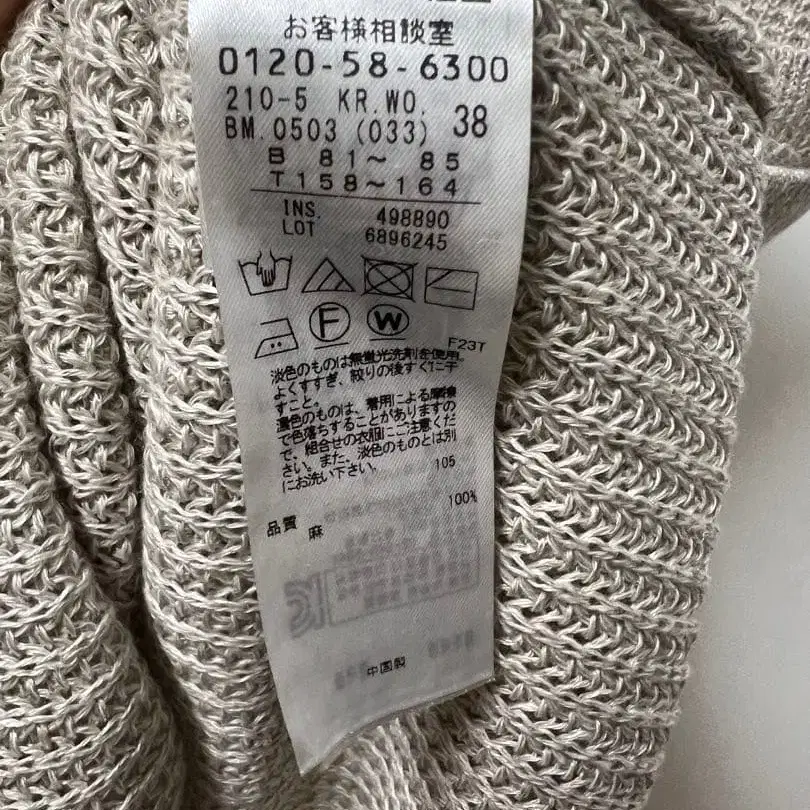 お客様相談室
0120-58-6300
210-5 KR.WO.
BM.0503 (033) 38
B 81~ 85
T158~164
INS. 498890
LOT 6896245
F W
F23T
淡色のものは無蛍光洗剤を使用
よくすすぎ、絞りの後すぐに干
すこと。
濃色のものは、着用による摩擦
で色落ちすることがありますの
で、組合せの衣服にご注意くだ
さい。また、淡色のものとは別
にお洗い下さい。
105
品質 麻 100%
中国製